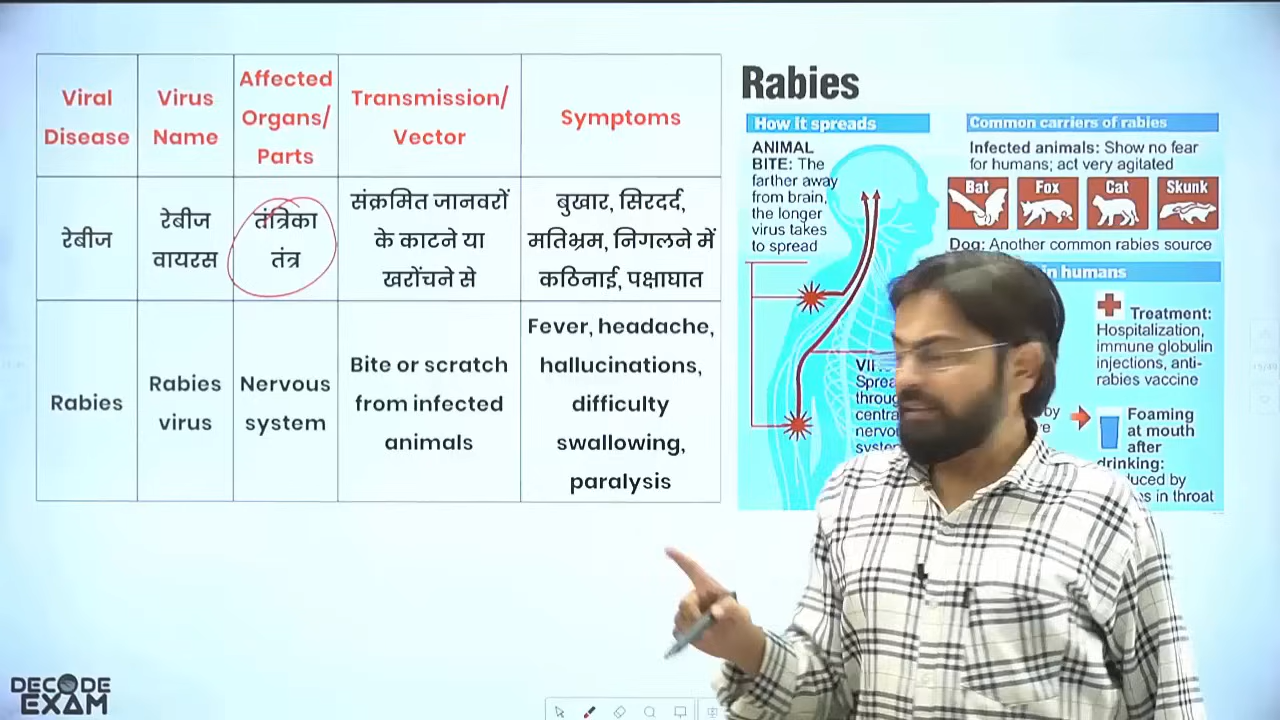 Viral
Disease
Virus
Name
Affected
Organs/
Parts
Transmission/
Vector
Symptoms
रेबीज
रेबीज
वायरस
तंत्रिका
तंत्र
संक्रमित जानवरों
के काटने या
खरोंचने से
बुखार, सिरदर्द,
मतिभ्रम, निगलने में
कठिनाई, पक्षाघात
Rabies
Rabies
virus
Nervous
system
Bite or scratch
from infected
animals
Fever, headache,
hallucinations,
difficulty
swallowing,
paralysis
Rabies
How it spreads
ANIMAL
BITE: The
farther away
from brain,
the longer
virus takes
to spread
Common carriers of rabies
Infected animals: Show no fear
for humans; act very agitated
Bat
Fox
Cat
Skunk
Dog: Another common rabies source
in humans
Treatment:
Hospitalization,
immune globulin
injections, anti-
rabies vaccine
Foaming
at mouth
after
drinking:
by
in throat
DECODE
EXAM